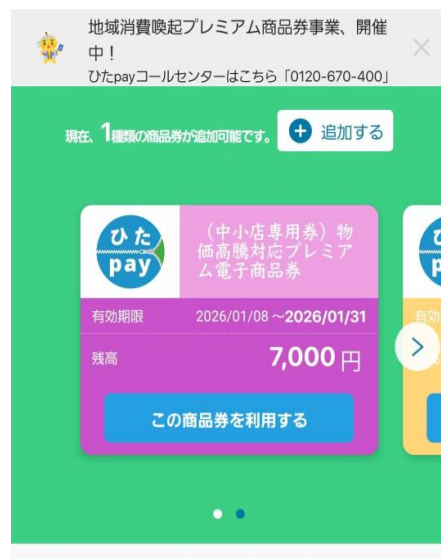 地域消費喚起プレミアム商品券事業、開催
中！
ひたpayコールセンターはこちら「0120-670-400」
現在、1種類の商品券が追加可能です。
追加する
ひた
pay
（中小店専用券）物
価高騰対応プレミア
ム電子商品券
有効期限 2026/01/08～2026/01/31
残高 7,000 円
この商品券を利用する